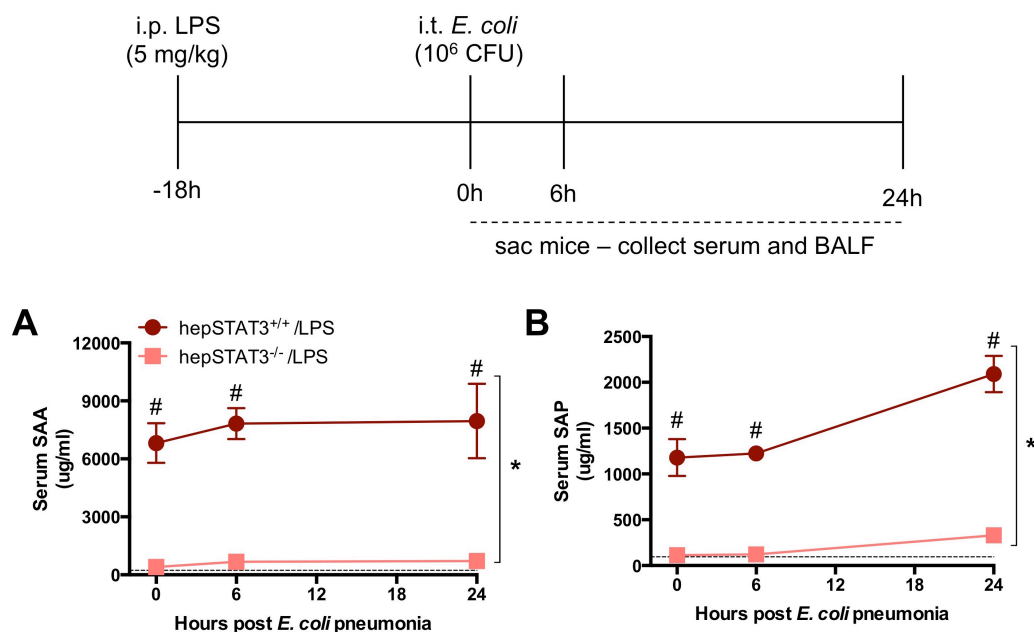 i.p. LPS
(5 mg/kg)
i.t. E. coli
(10⁶ CFU)
-18h
0h
6h
24h
sac mice – collect serum and BALF
A
hepSTAT3⁺/⁺ /LPS
hepSTAT3⁻/⁻ /LPS
Serum SAA
(ug/ml)
12000
9000
6000
3000
0
#
#
#
*
0
6
12
18
24
Hours post E. coli pneumonia
B
Serum SAP
(ug/ml)
2500
2000
1500
1000
500
0
#
#
#
*
0
6
12
18
24
Hours post E. coli pneumonia